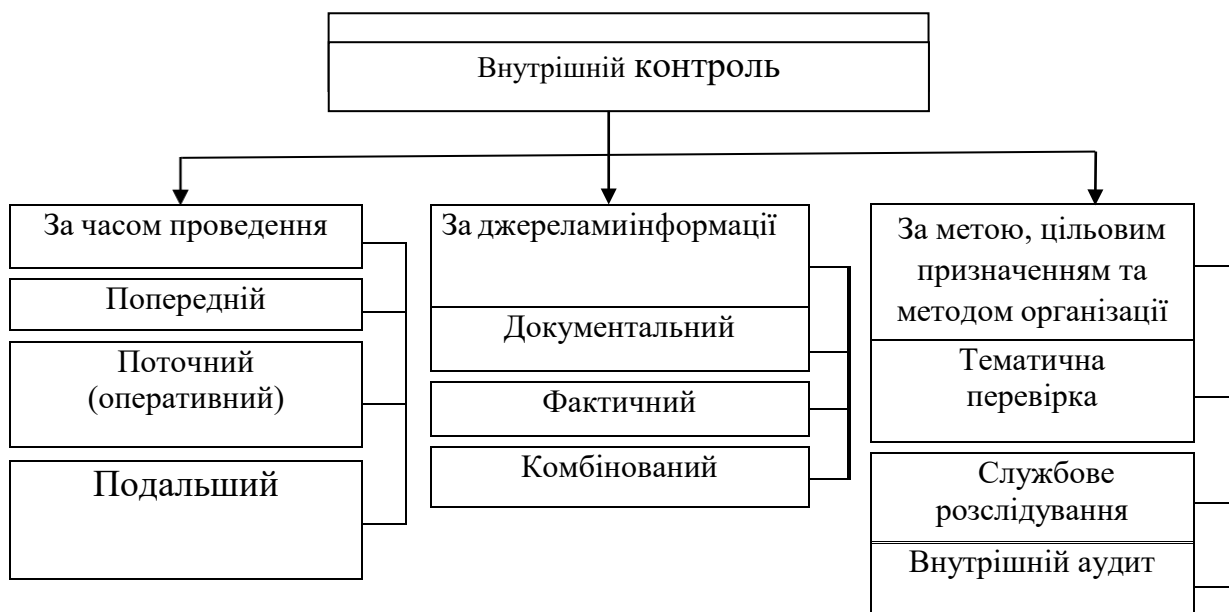 Внутрішній контроль
За часом проведення
Попередній
Поточний
(оперативний)
Подальший
За джереламиінформації
Документальний
Фактичний
Комбінований
За метою, цільовим
призначенням та
методом організації
Тематична
перевірка
Службове
розслідування
Внутрішній аудит